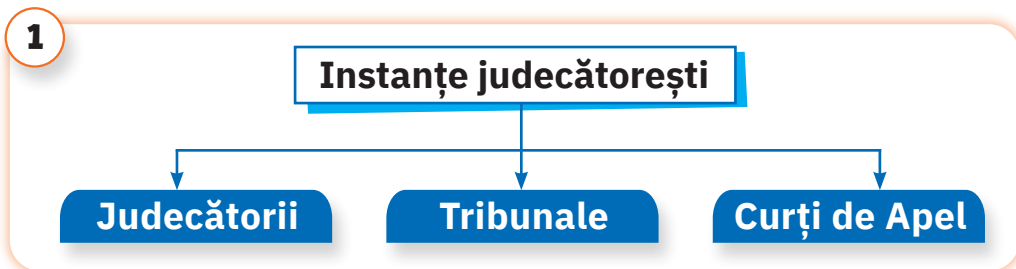 1
Instanțe judecătorești
Judecătorii
Tribunale
Curți de Apel